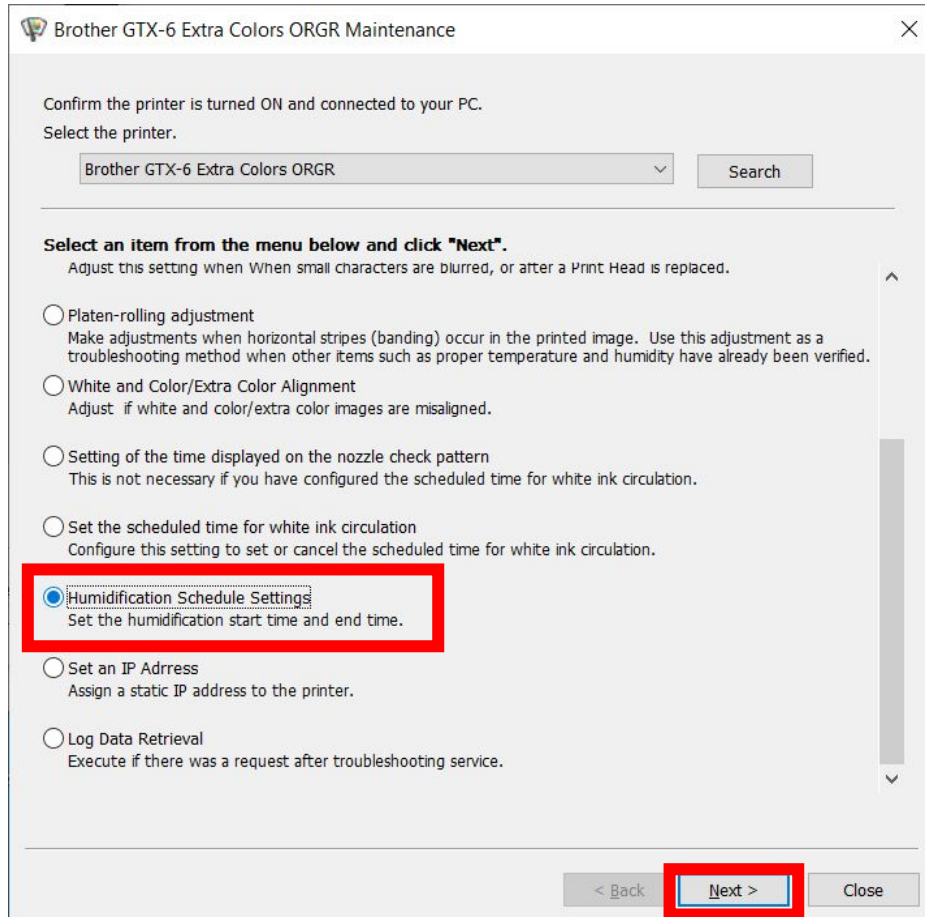 Brother GTX-6 Extra Colors ORGR Maintenance
Confirm the printer is turned ON and connected to your PC.
Select the printer.
Brother GTX-6 Extra Colors ORGR
Search
Select an item from the menu below and click "Next".
Adjust this setting when When small characters are blurred, or after a Print Head is replaced.
Platen-rolling adjustment
Make adjustments when horizontal stripes (banding) occur in the printed image. Use this adjustment as a
troubleshooting method when other items such as proper temperature and humidity have already been verified.
White and Color/Extra Color Alignment
Adjust if white and color/extra color images are misaligned.
Setting of the time displayed on the nozzle check pattern
This is not necessary if you have configured the scheduled time for white ink circulation.
Set the scheduled time for white ink circulation
Configure this setting to set or cancel the scheduled time for white ink circulation.
Humidification Schedule Settings
Set the humidification start time and end time.
Set an IP Adrress
Assign a static IP address to the printer.
Log Data Retrieval
Execute if there was a request after troubleshooting service.
< Back
Next >
Close